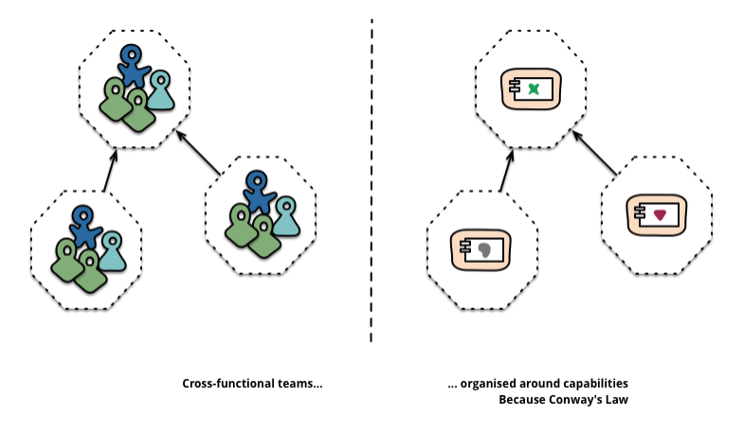 Cross-functional teams...
... organised around capabilities
Because Conway's Law